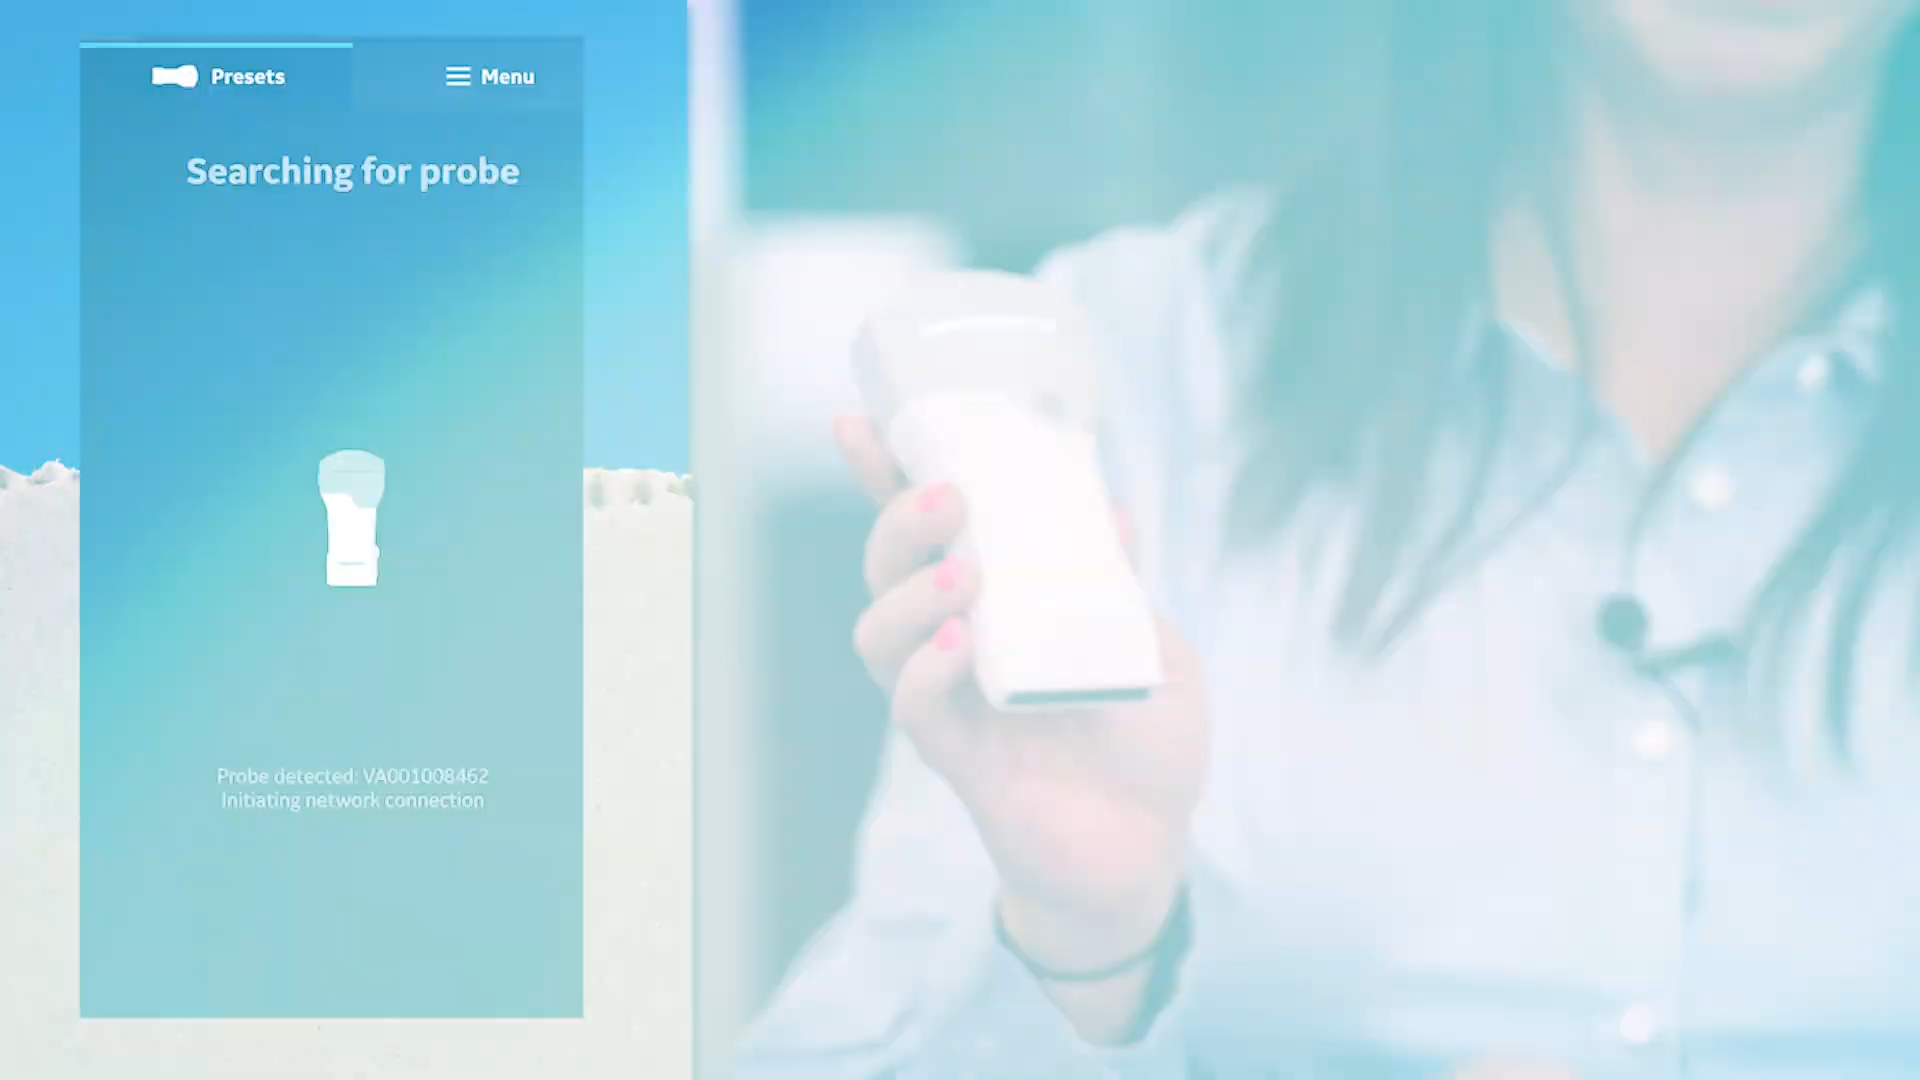 Presets
Menu
Searching for probe
Probe detected: VA001008462
Initiating network connection